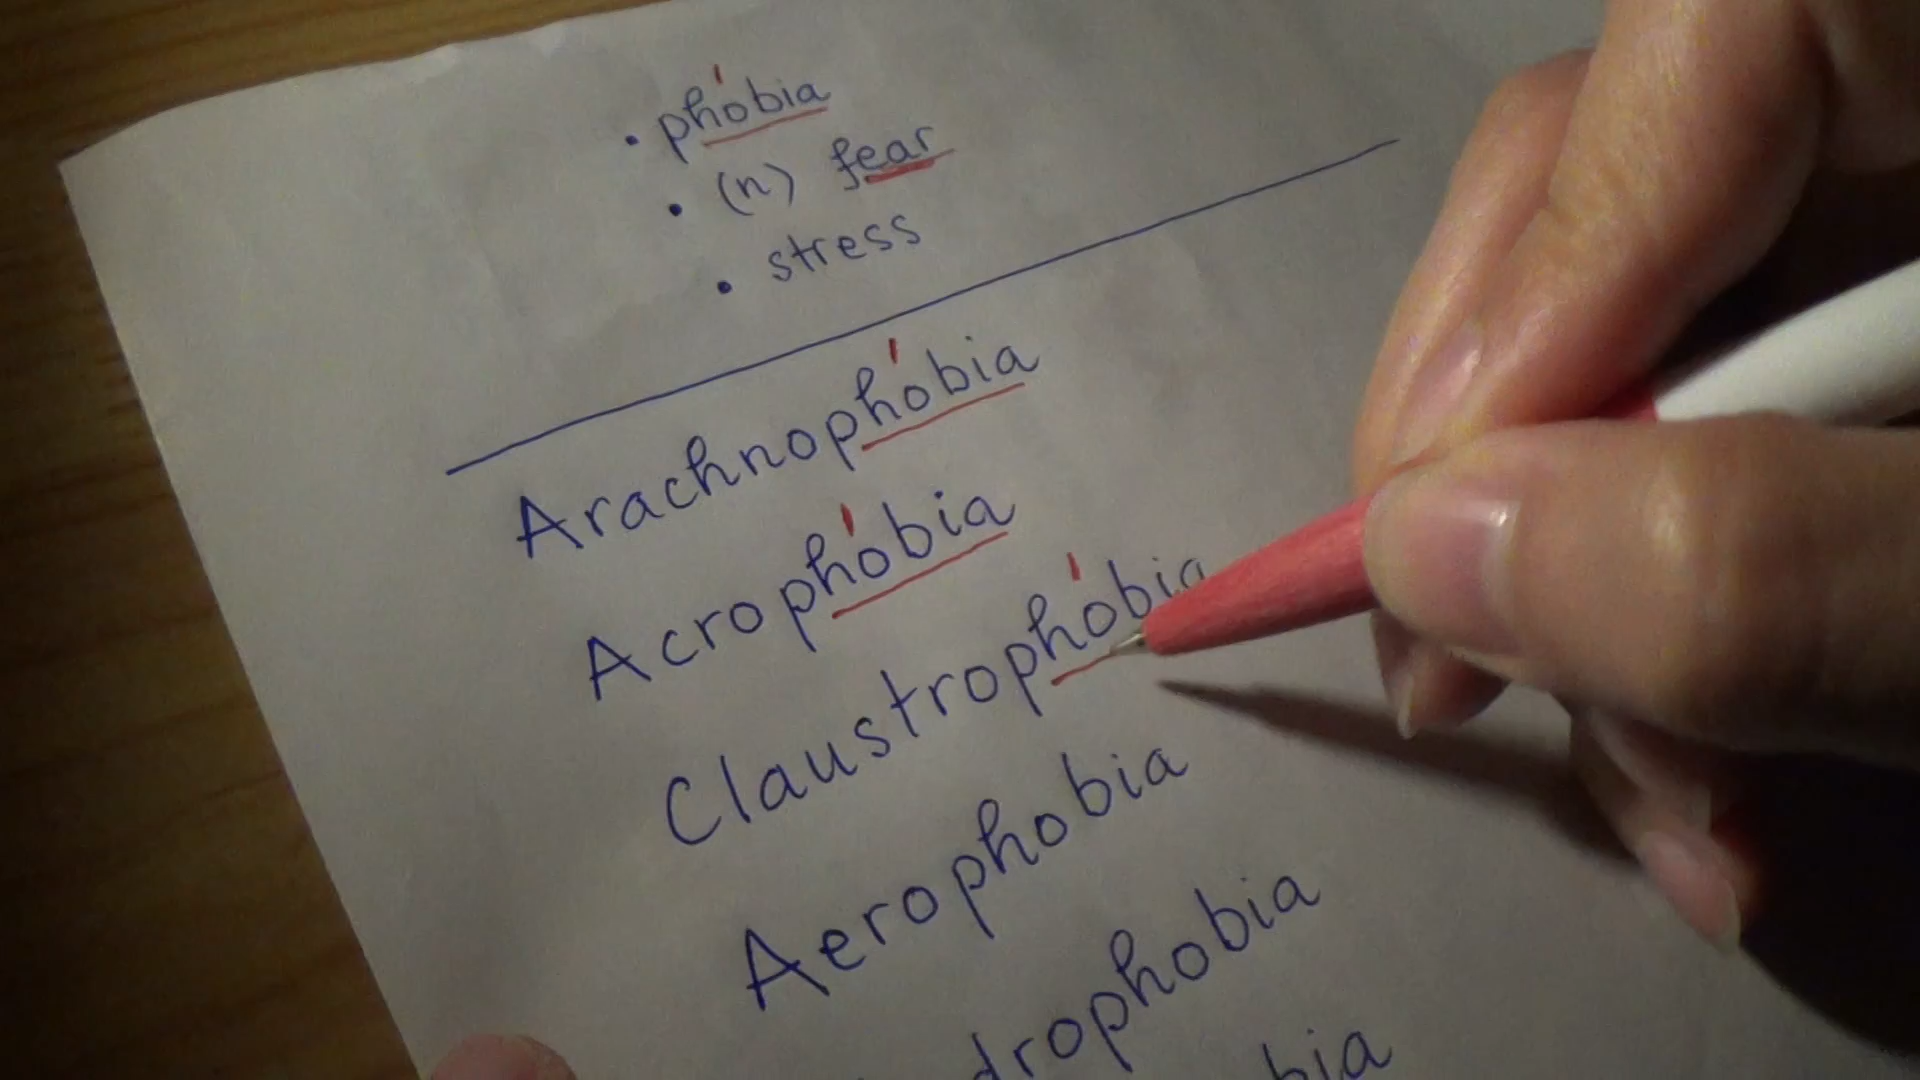 • phobia
• (n) fear
• stress
Arachnophobia
Acrophobia
Claustrophobia
Aerophobia